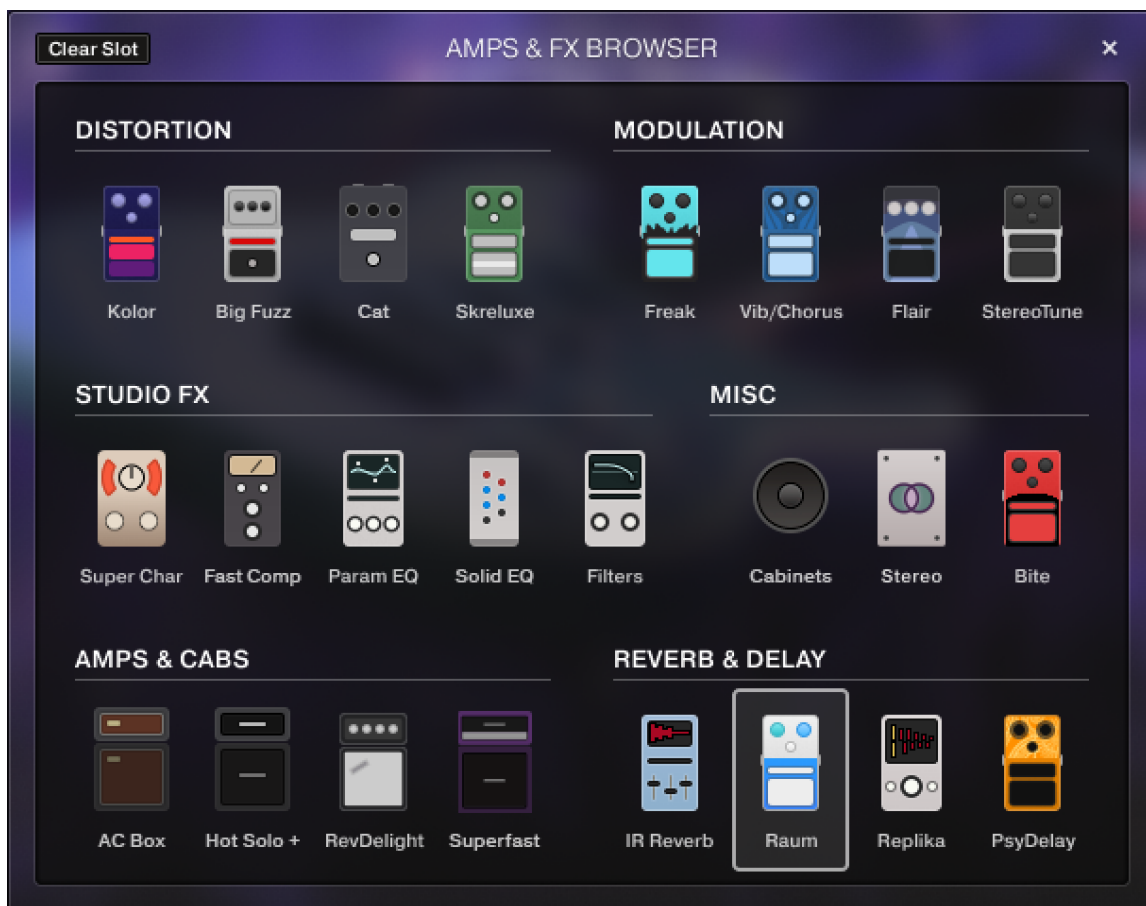 Clear Slot
AMPS & FX BROWSER
×
DISTORTION
Kolor
Big Fuzz
Cat
Skreluxe
MODULATION
Freak
Vib/Chorus
Flair
StereoTune
STUDIO FX
Super Char
Fast Comp
Param EQ
Solid EQ
Filters
MISC
Cabinets
Stereo
Bite
AMPS & CABS
AC Box
Hot Solo +
RevDelight
Superfast
REVERB & DELAY
IR Reverb
Raum
Replika
PsyDelay